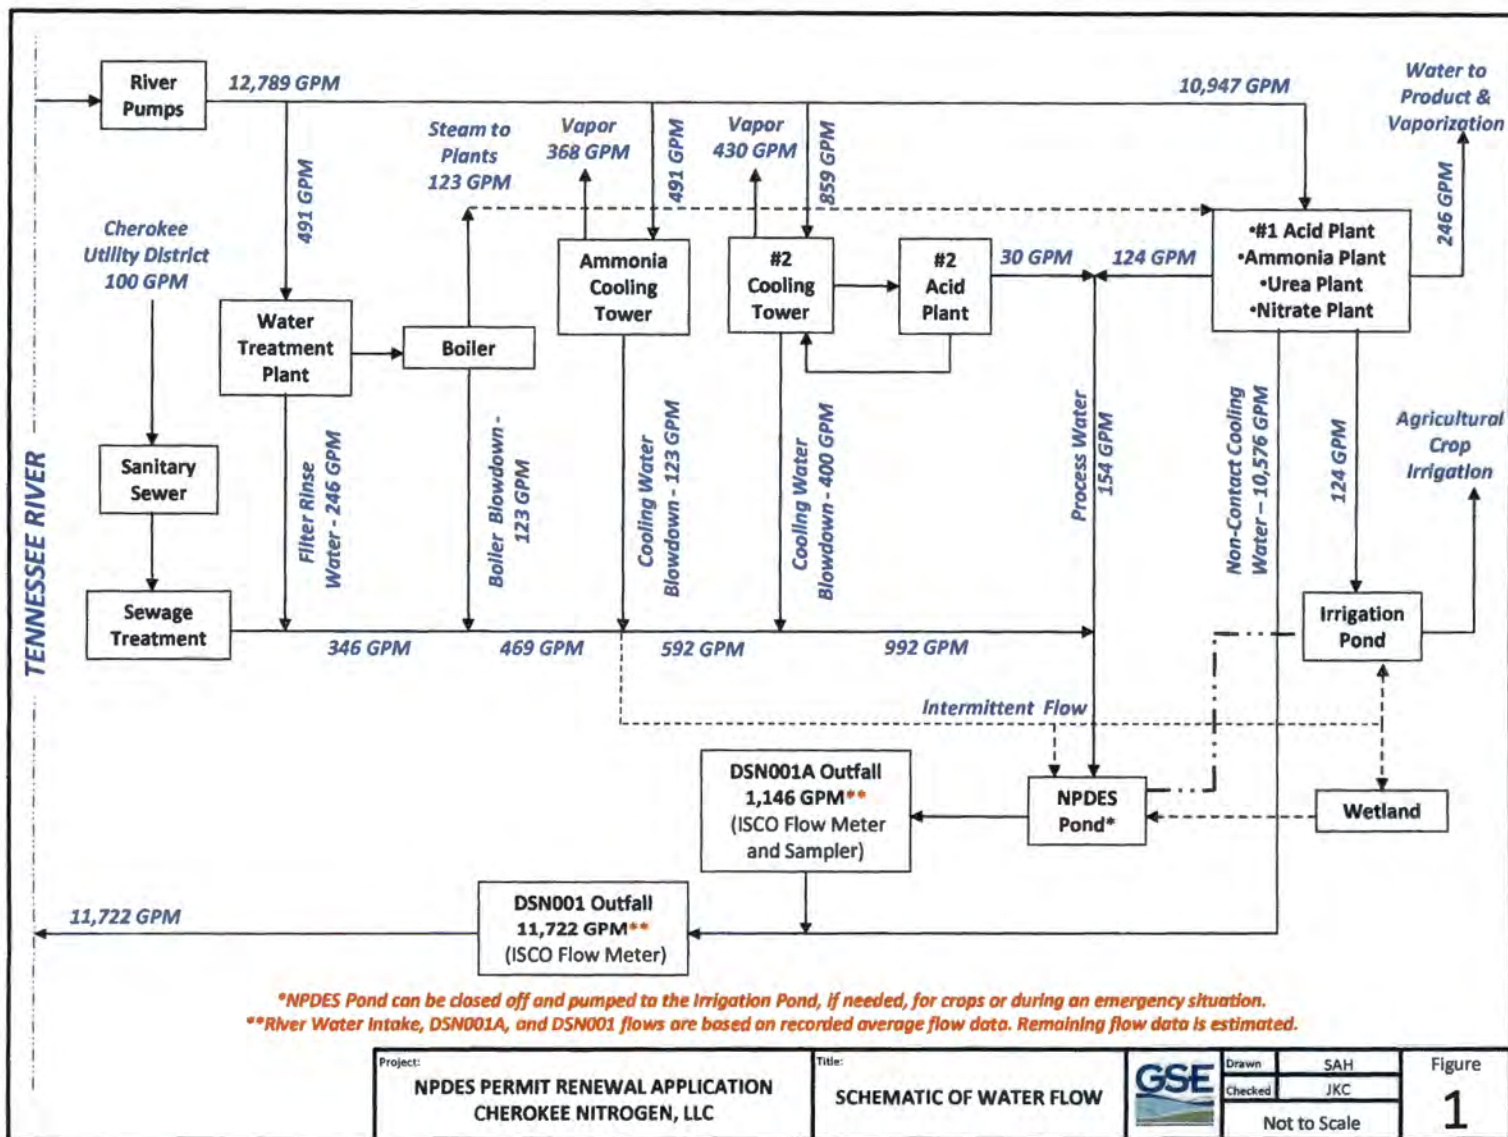 River
Pumps
12,789 GPM
10,947 GPM
Water to
Product &
Vaporization
246 GPM
Steam to
Plants
123 GPM
Vapor
368 GPM
491 GPM
Vapor
430 GPM
859 GPM
491 GPM
Cherokee
Utility District
100 GPM
Water
Treatment
Plant
Boiler
Ammonia
Cooling
Tower
#2
Cooling
Tower
#2
Acid
Plant
30 GPM
124 GPM
•#1 Acid Plant
•Ammonia Plant
•Urea Plant
•Nitrate Plant
TENNESSEE RIVER
Sanitary
Sewer
Filter Rinse
Water - 246 GPM
Boiler Blowdown -
123 GPM
Cooling Water
Blowdown - 123 GPM
Cooling Water
Blowdown - 400 GPM
Process Water
154 GPM
Non-Contact Cooling
Water – 10,576 GPM
124 GPM
Agricultural
Crop
Irrigation
Sewage
Treatment
346 GPM
469 GPM
592 GPM
992 GPM
Irrigation
Pond
Intermittent Flow
DSN001A Outfall
1,146 GPM**
(ISCO Flow Meter
and Sampler)
NPDES
Pond*
Wetland
DSN001 Outfall
11,722 GPM**
(ISCO Flow Meter)
11,722 GPM
*NPDES Pond can be closed off and pumped to the Irrigation Pond, if needed, for crops or during an emergency situation.
**River Water Intake, DSN001A, and DSN001 flows are based on recorded average flow data. Remaining flow data is estimated.
Project:
NPDES PERMIT RENEWAL APPLICATION
CHEROKEE NITROGEN, LLC
Title:
SCHEMATIC OF WATER FLOW
GSE
Drawn
SAH
Checked
JKC
Not to Scale
Figure
1